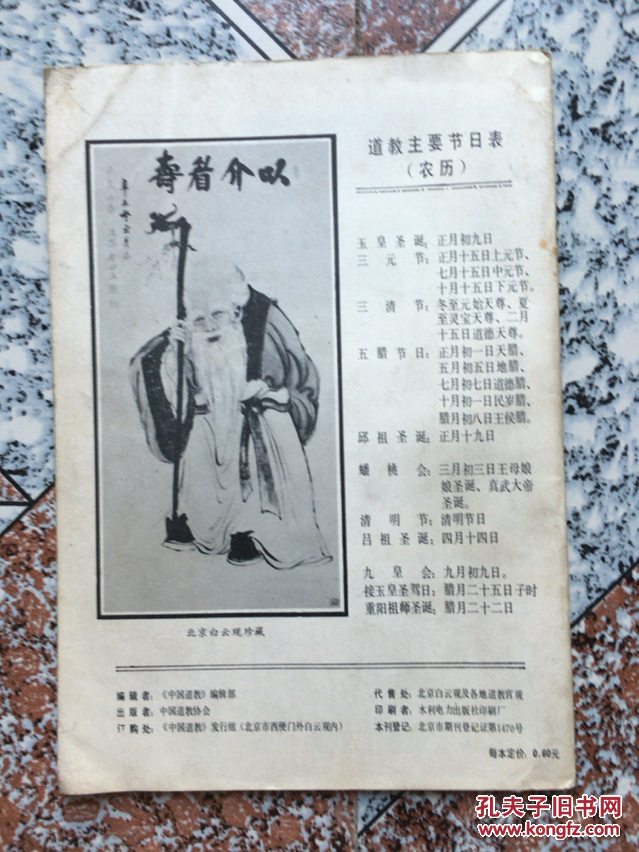 以介眉寿
北京白云观珍藏
道教主要节日表
（农历）
玉皇圣诞：正月初九日
三元节：正月十五日上元节、
七月十五日中元节、
十月十五日下元节。
三清节：冬至元始天尊、夏
至灵宝天尊、二月
十五日道德天尊。
五腊节日：正月初一日天腊、
五月初五日地腊、
七月初七日道德腊、
十月初一日民岁腊、
腊月初八日王侯腊。
邱祖圣诞：正月十九日
蟠桃会：三月初三日王母娘
娘圣诞、真武大帝
圣诞。
清明节：清明节日
吕祖圣诞：四月十四日
九皇会：九月初九日。
接玉皇圣驾日：腊月二十五日子时
重阳祖师圣诞：腊月二十二日
编辑者：《中国道教》编辑部
出版者：中国道教协会
订购处：《中国道教》发行组（北京市西便门外白云观内）
代售处：北京白云观及各地道教宫观
印刷者：水利电力出版社印刷厂
本刊登记：北京市期刊登记证第1470号
每本定价：0.60元
孔夫子旧书网
www.kongfz.com